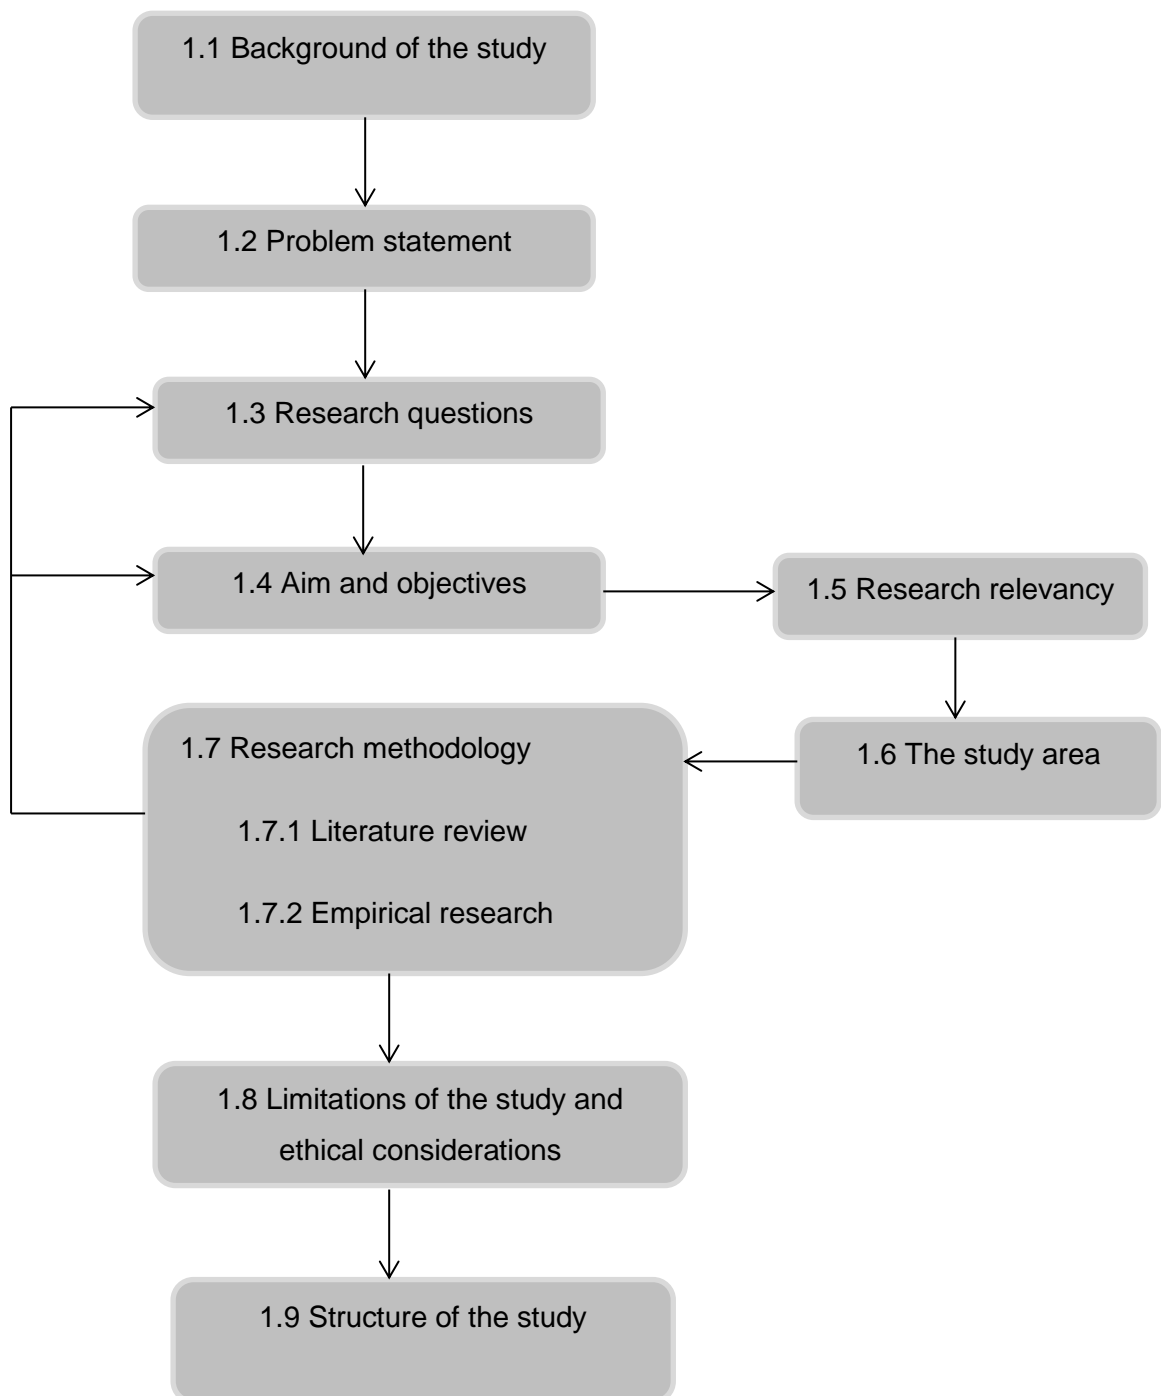 1.1 Background of the study
1.2 Problem statement
1.3 Research questions
1.4 Aim and objectives
1.5 Research relevancy
1.6 The study area
1.7 Research methodology
1.7.1 Literature review
1.7.2 Empirical research
1.8 Limitations of the study and
ethical considerations
1.9 Structure of the study